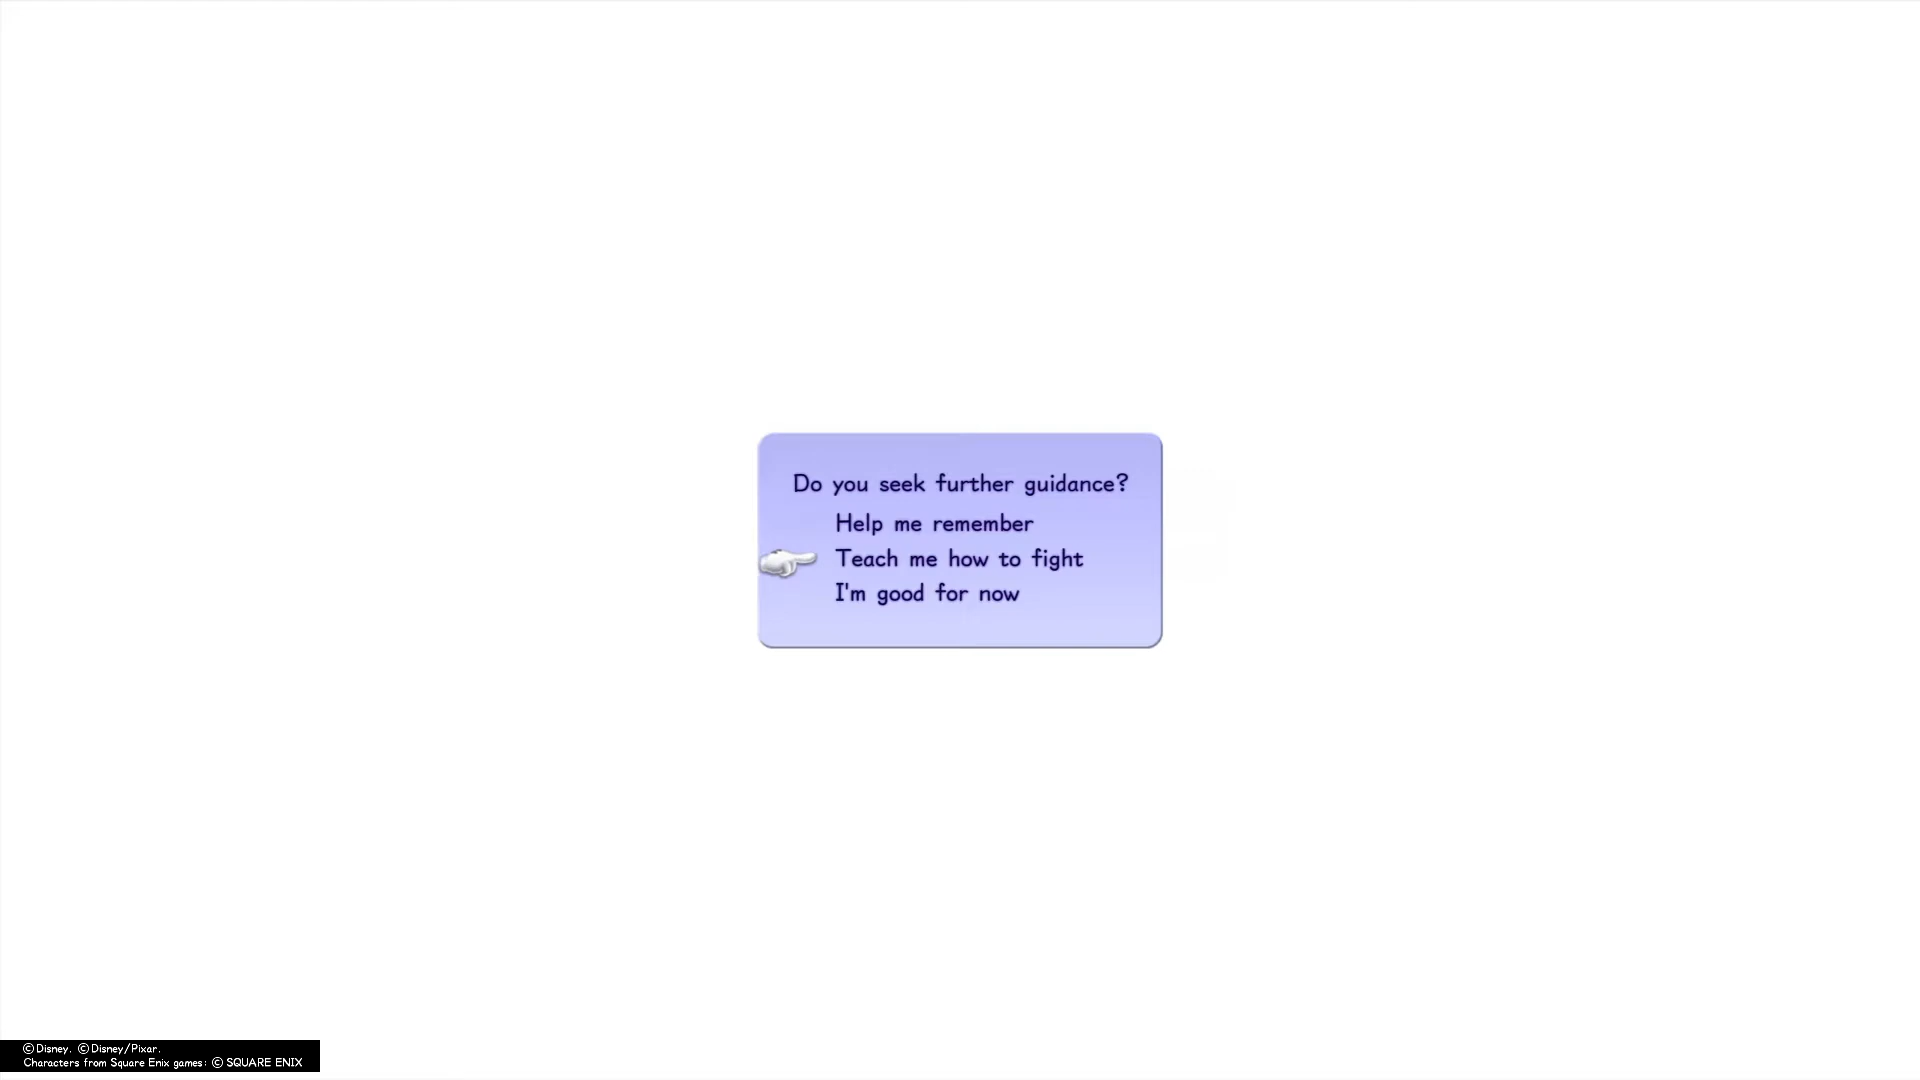 Do you seek further guidance?
Help me remember
Teach me how to fight
I'm good for now
©Disney. ©Disney/Pixar.
Characters from Square Enix games: © SQUARE ENIX